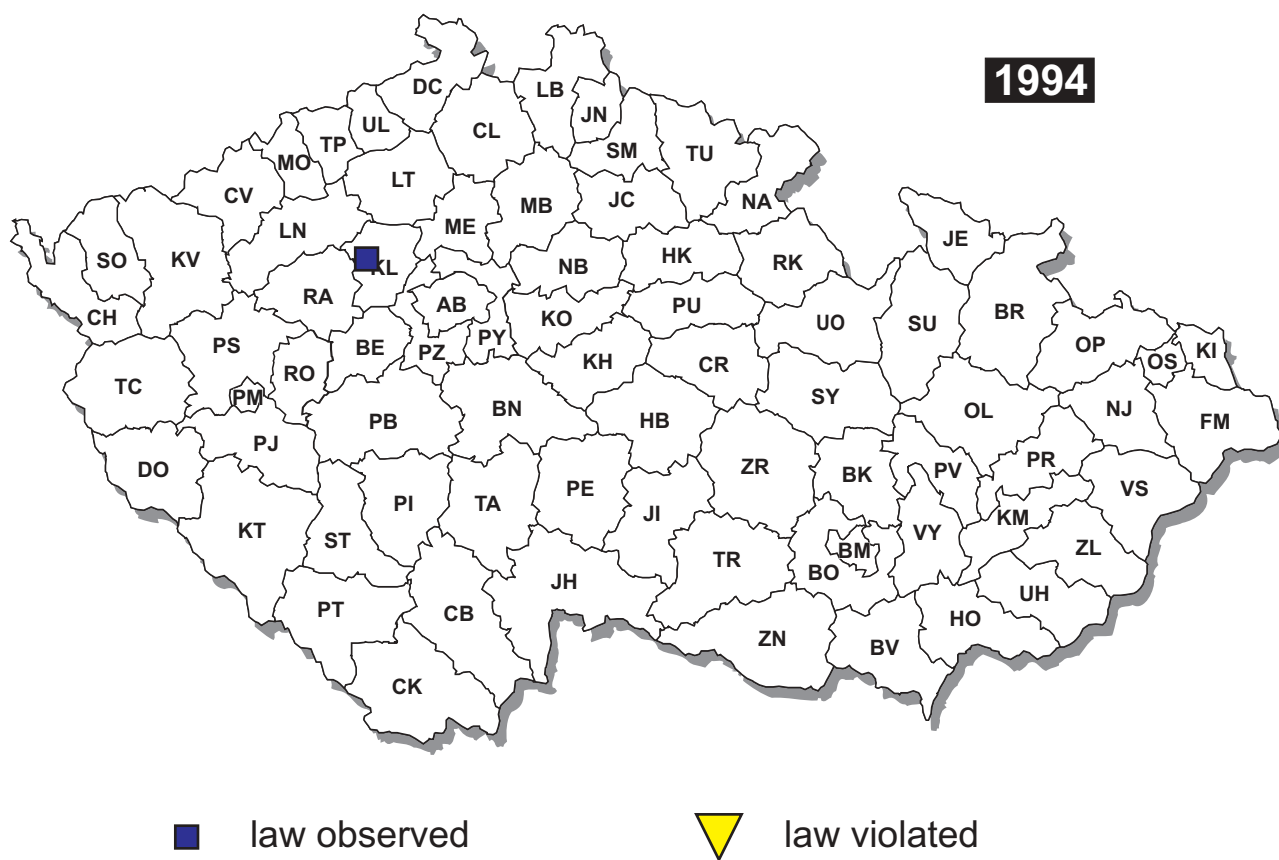 1994
DC
LB
JN
UL
CL
TP
MO
SM
TU
LT
CV
NA
MB
JC
LN
ME
JE
SO
KV
KL
NB
HK
RK
RA
AB
CH
KO
PU
UO
SU
BR
PS
BE
PZ
PY
OP
OS
KI
TC
RO
KH
CR
PM
SY
BN
OL
NJ
PB
HB
FM
PJ
DO
ZR
BK
PV
PR
VS
KT
PI
TA
PE
JI
KM
ST
VY
ZL
TR
BM
BO
JH
PT
CB
UH
HO
ZN
BV
CK
law observed
law violated